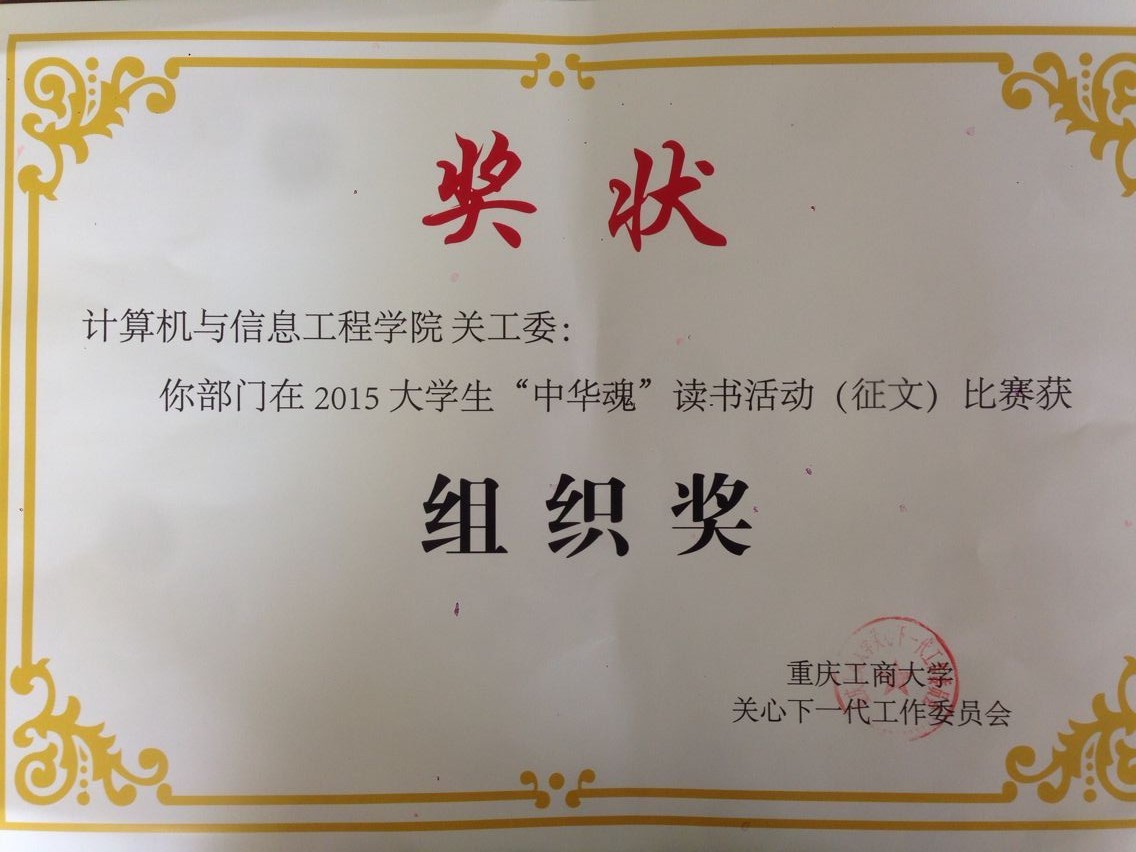 奖状
计算机与信息工程学院 关工委：
你部门在 2015 大学生“中华魂”读书活动（征文）比赛获
组织奖
重庆工商大学
关心下一代工作委员会